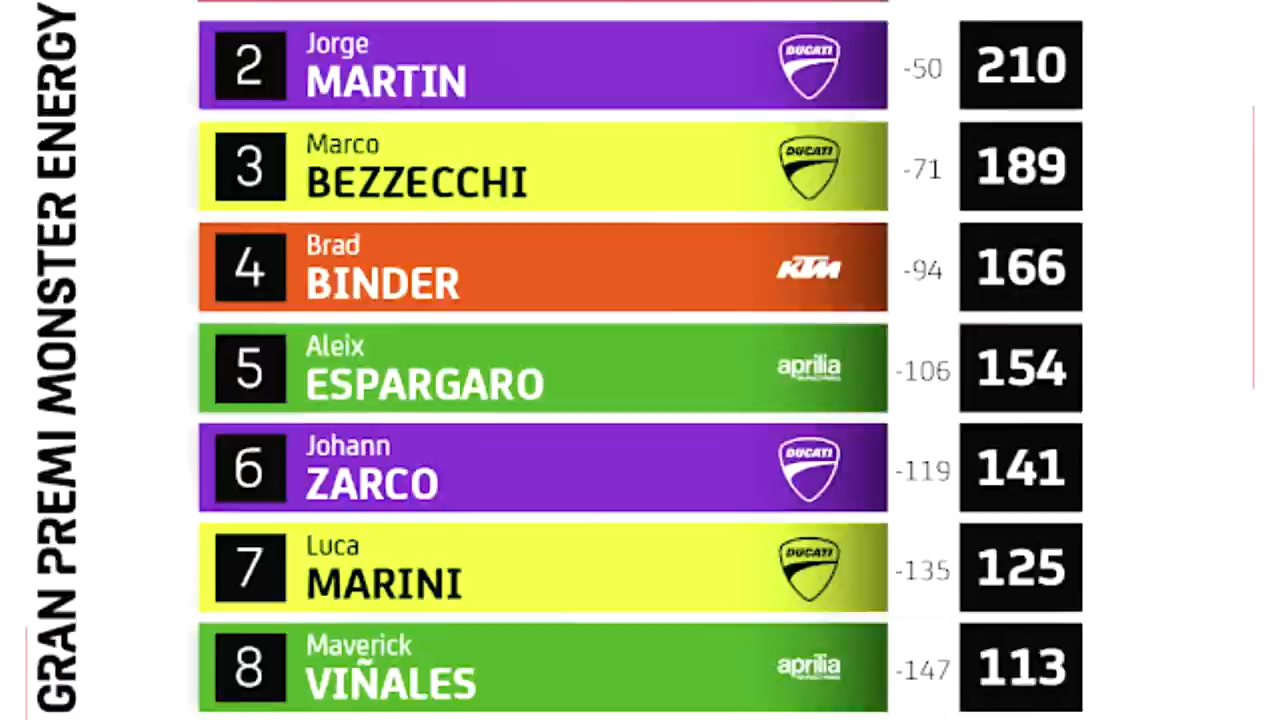 GRAN PREMI MONSTER ENERGY
2
Jorge
MARTIN
DUCATI
-50
210
3
Marco
BEZZECCHI
DUCATI
-71
189
4
Brad
BINDER
KTM
-94
166
5
Aleix
ESPARGARO
aprilia
-106
154
6
Johann
ZARCO
DUCATI
-119
141
7
Luca
MARINI
DUCATI
-135
125
8
Maverick
VIÑALES
aprilia
-147
113